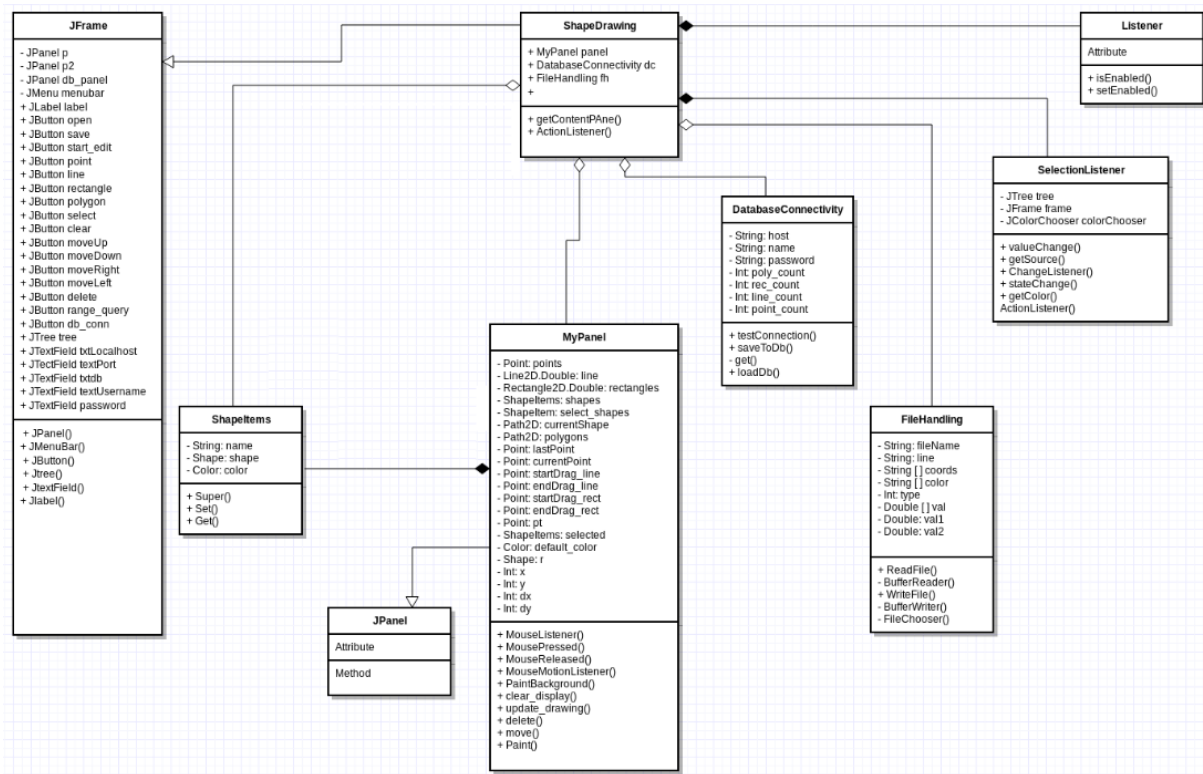 JFrame
- JPanel p
- JPanel p2
- JPanel db_panel
- JMenu menubar
+ JLabel label
+ JButton open
+ JButton save
+ JButton start_edit
+ JButton point
+ JButton line
+ JButton rectangle
+ JButton polygon
+ JButton select
+ JButton clear
+ JButton moveUp
+ JButton moveDown
+ JButton moveRight
+ JButton moveLeft
+ JButton delete
+ JButton range_query
+ JButton db_conn
+ JTree tree
+ JTextField txtLocalhost
+ JTectField textPort
+ JTextField txtdb
+ JTextField textUsername
+ JTextField password
+ JPanel()
+ JMenuBar()
+ JButton()
+ Jtree()
+ JtextField()
+ Jlabel()
ShapeDrawing
+ MyPanel panel
+ DatabaseConnectivity dc
+ FileHandling fh
+
+ getContentPAne()
+ ActionListener()
Listener
Attribute
+ isEnabled()
+ setEnabled()
SelectionListener
- JTree tree
- JFrame frame
- JColorChooser colorChooser
+ valueChange()
+ getSource()
+ ChangeListener()
+ stateChange()
+ getColor()
ActionListener()
DatabaseConnectivity
- String: host
- String: name
- String: password
- Int: poly_count
- Int: rec_count
- Int: line_count
- Int: point_count
+ testConnection()
+ saveToDb()
- get()
+ loadDb()
MyPanel
- Point: points
- Line2D.Double: line
- Rectangle2D.Double: rectangles
- ShapeItems: shapes
- ShapeItem: select_shapes
- Path2D: currentShape
- Path2D: polygons
- Point: lastPoint
- Point: currentPoint
- Point: startDrag_line
- Point: endDrag_line
- Point: startDrag_rect
- Point: endDrag_rect
- Point: pt
- ShapeItems: selected
- Color: default_color
- Shape: r
- Int: x
- Int: y
- Int: dx
- Int: dy
+ MouseListener()
+ MousePressed()
+ MouseReleased()
+ MouseMotionListener()
+ PaintBackground()
+ clear_display()
+ update_drawing()
+ delete()
+ move()
+ Paint()
ShapeItems
- String: name
- Shape: shape
- Color: color
+ Super()
+ Set()
+ Get()
FileHandling
- String: fileName
- String: line
- String [ ] coords
- String [ ] color
- Int: type
- Double [ ] val
- Double: val1
- Double: val2
+ ReadFile()
- BufferReader()
+ WriteFile()
- BufferWriter()
- FileChooser()
JPanel
Attribute
Method